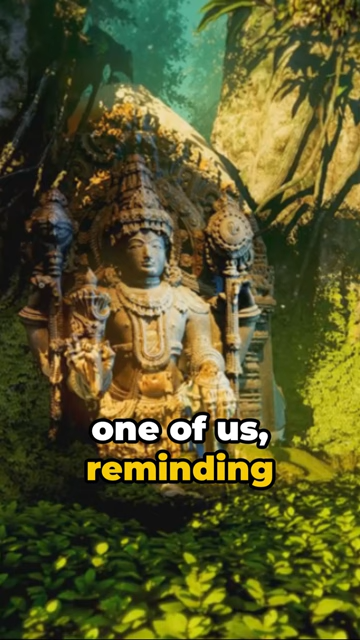 one of us,
reminding